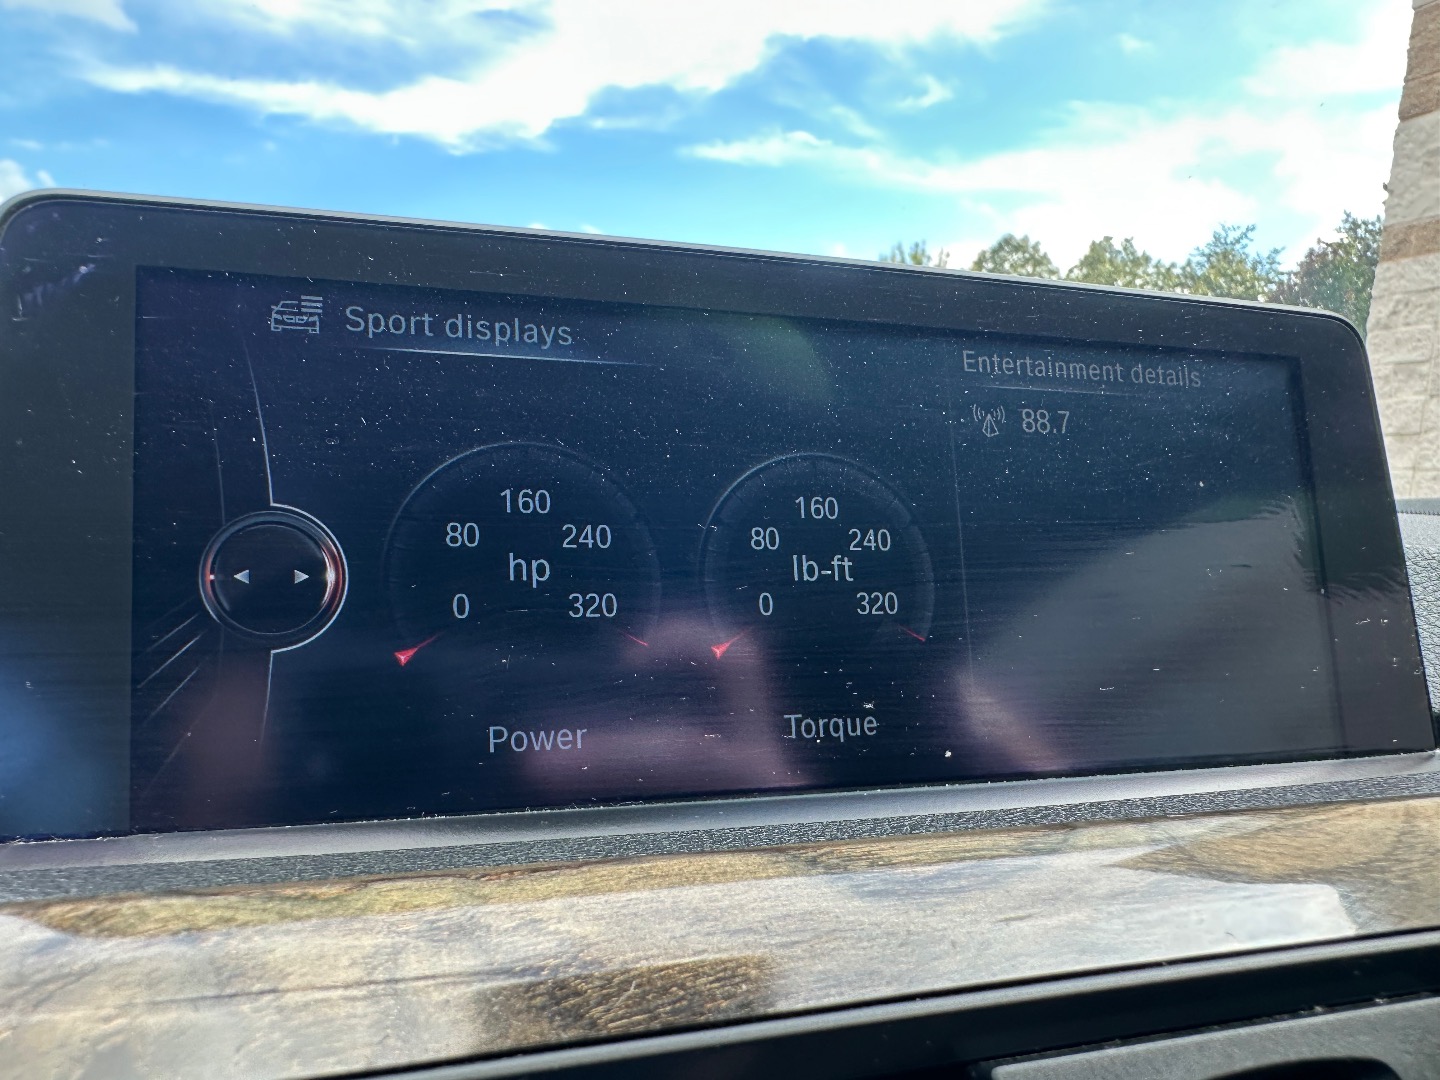 Sport displays
Entertainment details
88.7
160
80
240
hp
0
320
Power
160
80
240
lb-ft
0
320
Torque